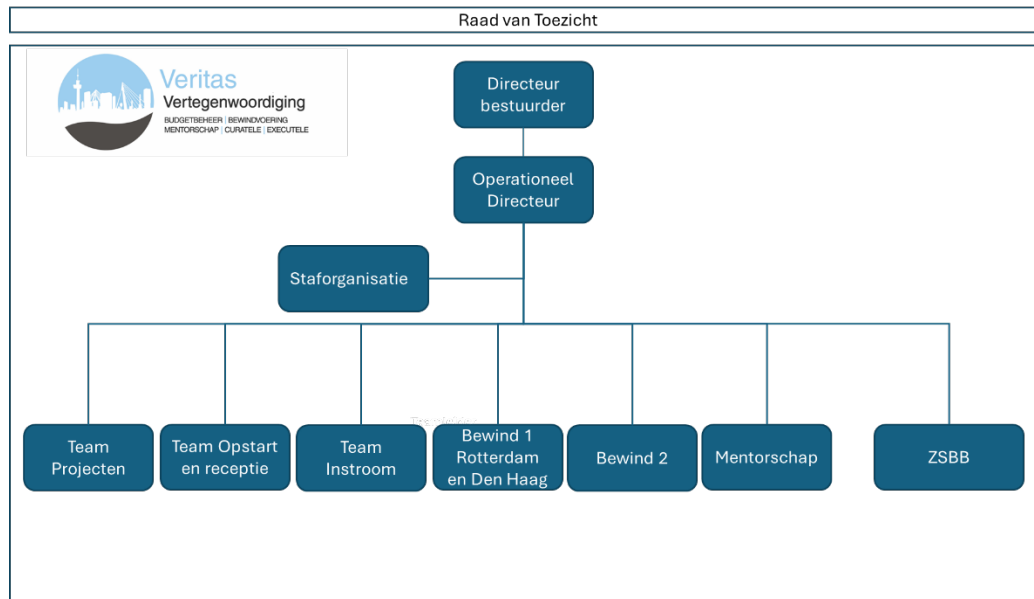 Raad van Toezicht
Veritas
Vertegenwoordiging
BUDGETBEHEER | BEWINDVOERING
MENTORSCHAP | CURATELE | EXECUTELE
Directeur
bestuurder
Operationeel
Directeur
Staforganisatie
Team
Projecten
Team Opstart
en receptie
Team
Instroom
Bewind 1
Rotterdam
en Den Haag
Bewind 2
Mentorschap
ZSBB